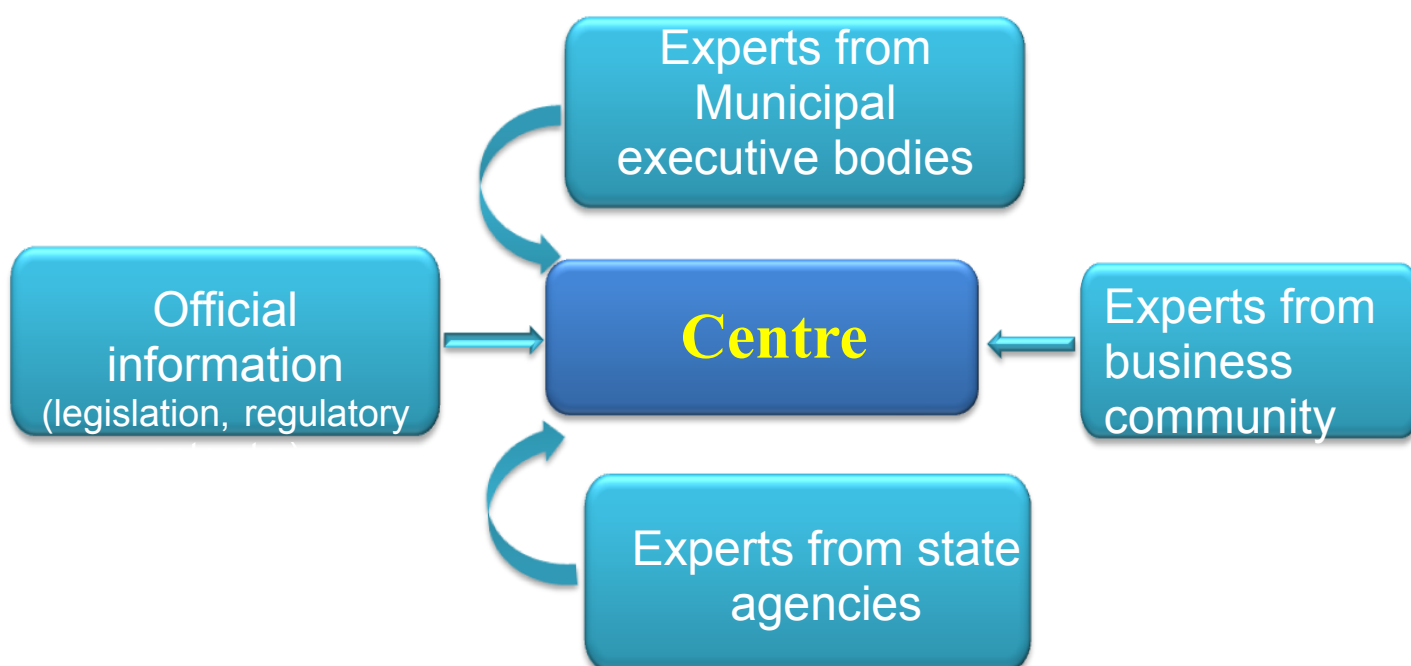 Experts from
Municipal
executive bodies
Official
information
(legislation, regulatory
Centre
Experts from
business
community
Experts from state
agencies